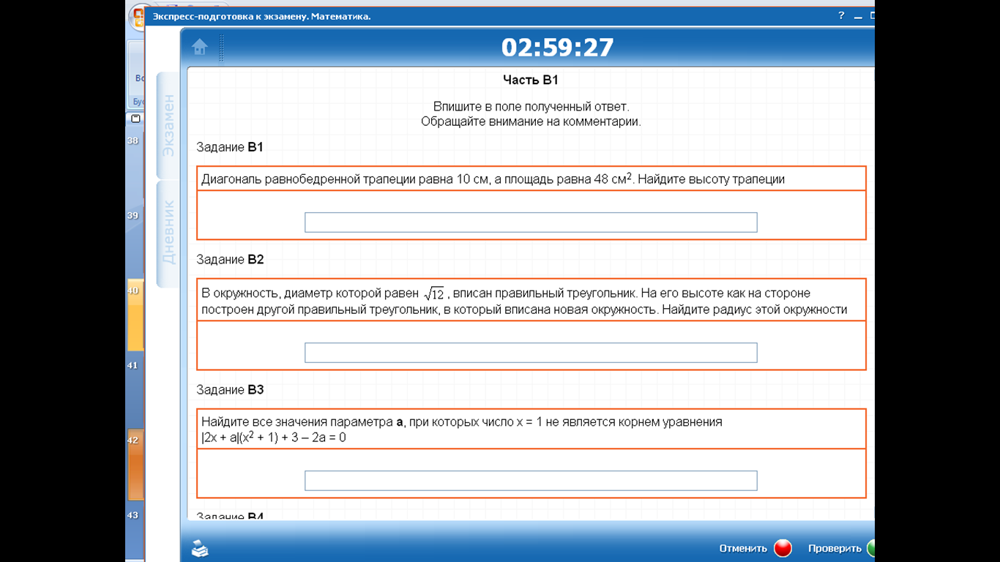 Экспресс-подготовка к экзамену. Математика.
?
02:59:27
Экзамен
Дневник
38
39
40
41
42
43
Часть В1
Впишите в поле полученный ответ.
Обращайте внимание на комментарии.
Задание В1
Диагональ равнобедренной трапеции равна 10 см, а площадь равна 48 см². Найдите высоту трапеции
Задание В2
В окружность, диаметр которой равен √12 , вписан правильный треугольник. На его высоте как на стороне
построен другой правильный треугольник, в который вписана новая окружность. Найдите радиус этой окружности
Задание В3
Найдите все значения параметра а, при которых число х = 1 не является корнем уравнения
|2x + a|(x² + 1) + 3 – 2a = 0
Задание В4
Отменить
Проверить